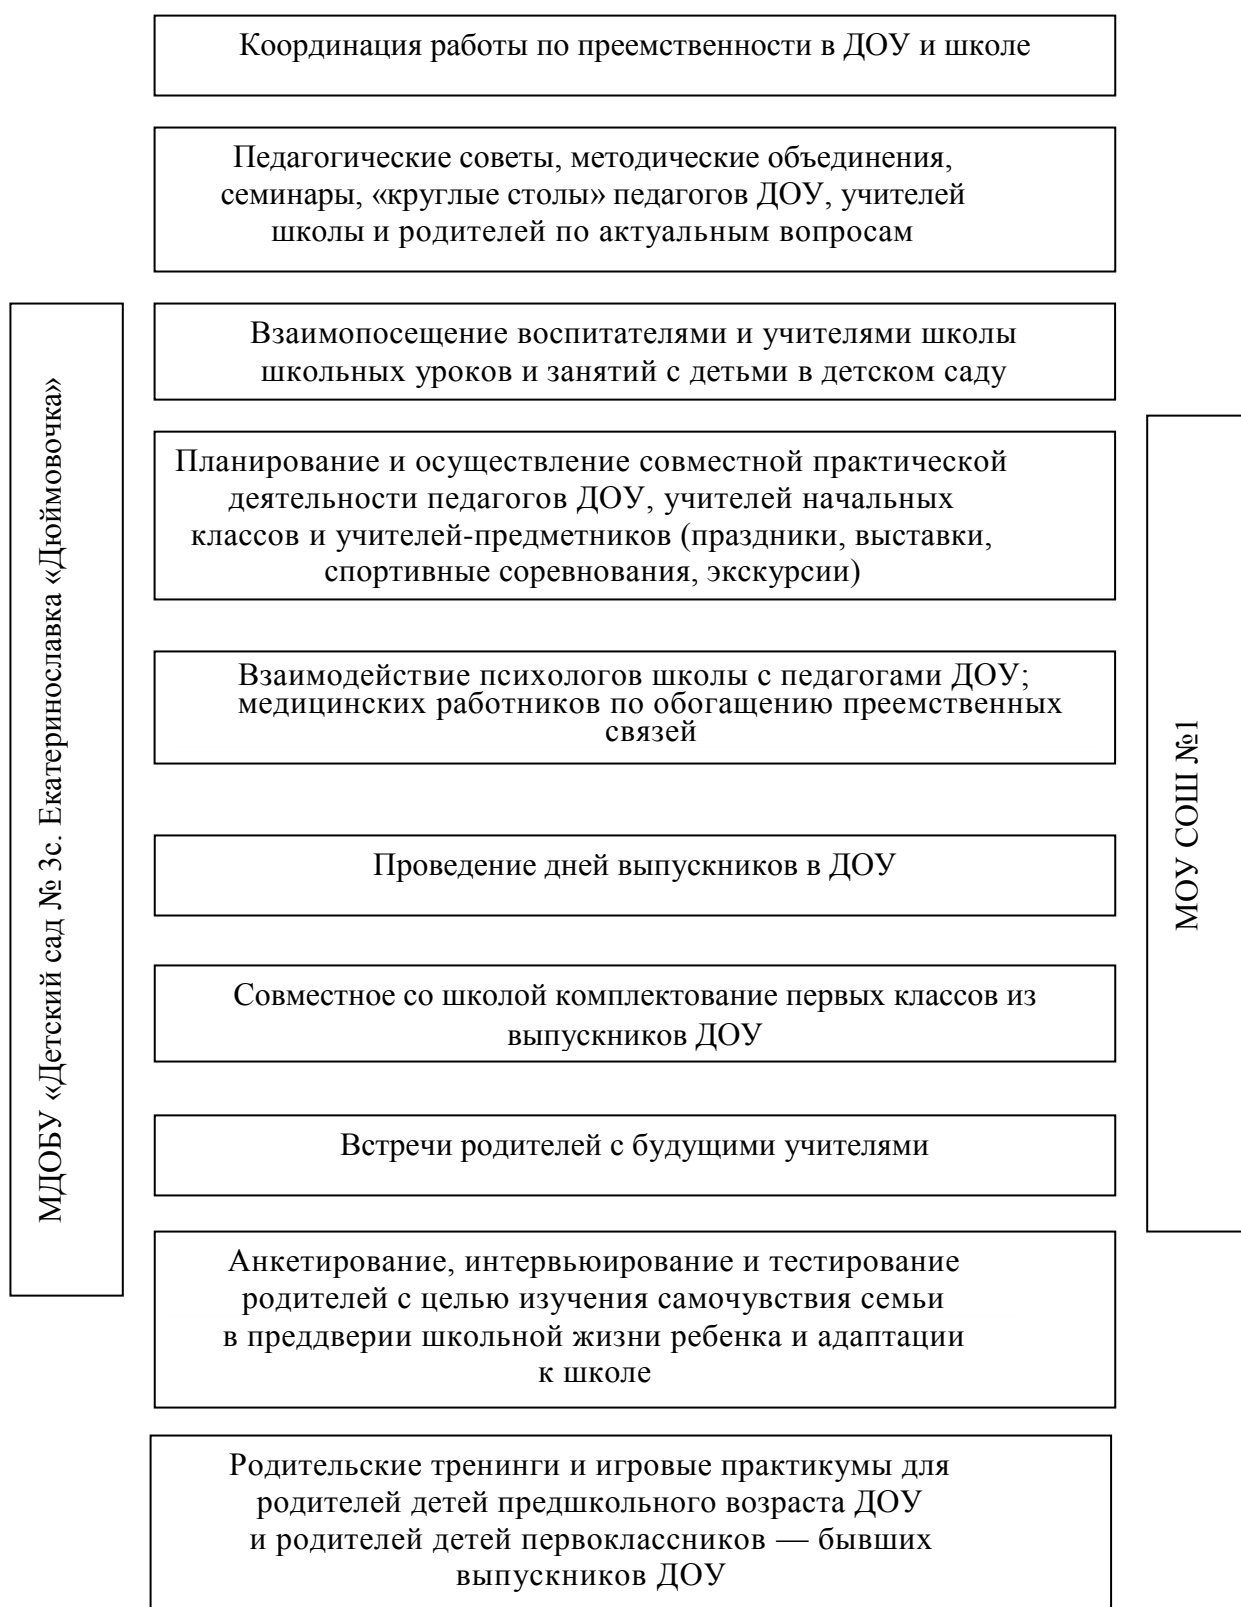 Координация работы по преемственности в ДОУ и школе
Педагогические советы, методические объединения,
семинары, «круглые столы» педагогов ДОУ, учителей
школы и родителей по актуальным вопросам
Взаимопосещение воспитателями и учителями школы
школьных уроков и занятий с детьми в детском саду
Планирование и осуществление совместной практической
деятельности педагогов ДОУ, учителей начальных
классов и учителей-предметников (праздники, выставки,
спортивные соревнования, экскурсии)
Взаимодействие психологов школы с педагогами ДОУ;
медицинских работников по обогащению преемственных
связей
Проведение дней выпускников в ДОУ
Совместное со школой комплектование первых классов из
выпускников ДОУ
Встречи родителей с будущими учителями
Анкетирование, интервьюирование и тестирование
родителей с целью изучения самочувствия семьи
в преддверии школьной жизни ребенка и адаптации
к школе
Родительские тренинги и игровые практикумы для
родителей детей предшкольного возраста ДОУ
и родителей детей первоклассников — бывших
выпускников ДОУ
МДОБУ «Детский сад № 3с. Екатеринославка «Дюймовочка»
МОУ СОШ №1